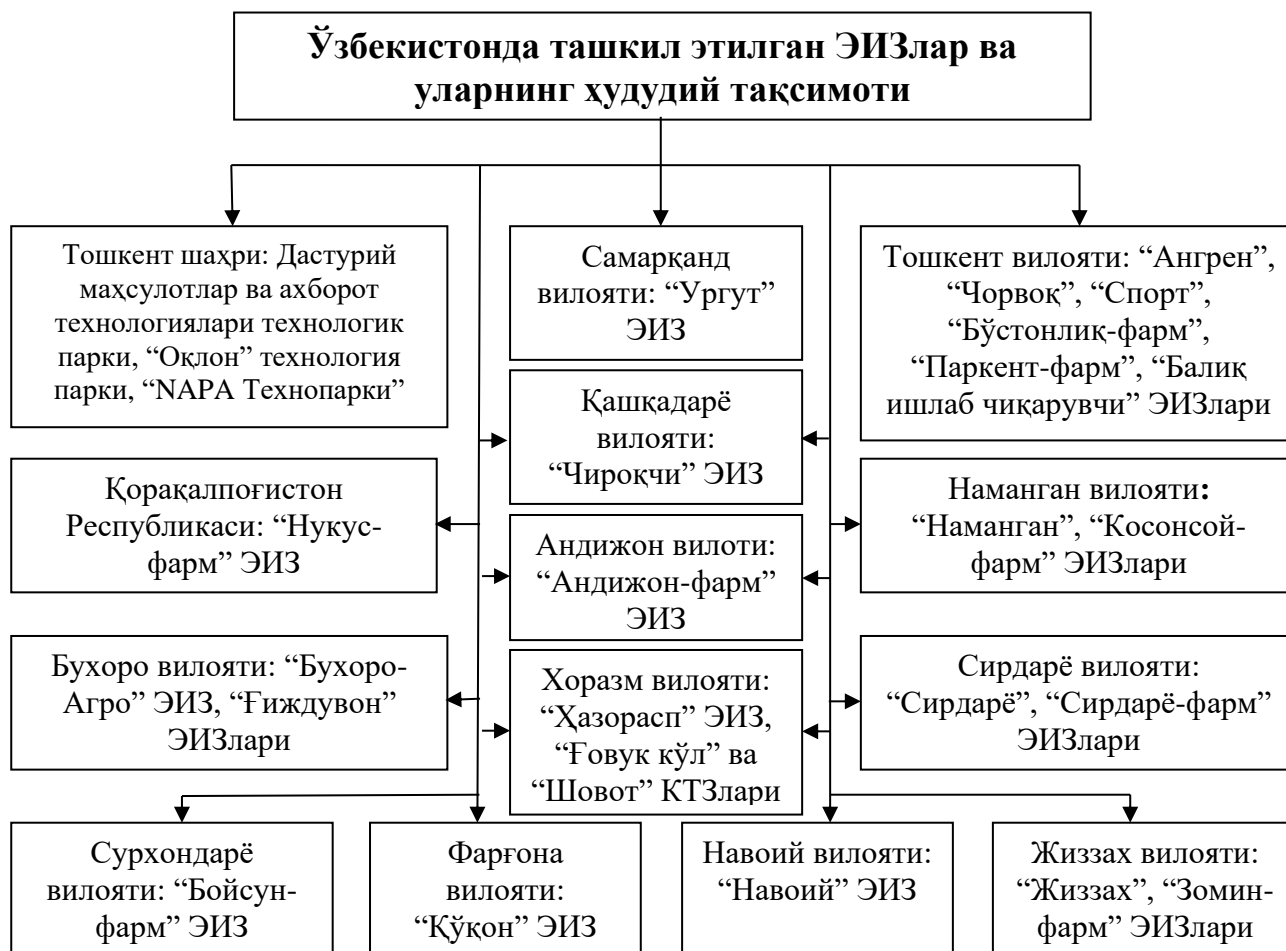 Ўзбекистонда ташкил этилган ЭИЗлар ва
уларнинг ҳудудий тақсимоти
Тошкент шаҳри: Дастурий
маҳсулотлар ва ахборот
технологиялари технологик
парки, “Оқлон” технология
парки, “NAPA Технопарки”
Самарқанд
вилояти: “Ургут”
ЭИЗ
Тошкент вилояти: “Ангрен”,
“Чорвоқ”, “Спорт”,
“Бўстонлиқ-фарм”,
“Паркент-фарм”, “Балиқ
ишлаб чиқарувчи” ЭИЗлари
Қашқадарё
вилояти:
“Чироқчи” ЭИЗ
Қорақалпоғистон
Республикаси: “Нукус-
фарм” ЭИЗ
Наманган вилояти:
“Наманган”, “Косонсой-
фарм” ЭИЗлари
Андижон вилоти:
“Андижон-фарм”
ЭИЗ
Бухоро вилояти: “Бухоро-
Агро” ЭИЗ, “Ғиждувон”
ЭИЗлари
Хоразм вилояти:
“Ҳазорасп” ЭИЗ,
“Ғовук кўл” ва
“Шовот” КТЗлари
Сирдарё вилояти:
“Сирдарё”, “Сирдарё-фарм”
ЭИЗлари
Сурхондарё
вилояти: “Бойсун-
фарм” ЭИЗ
Фарғона
вилояти:
“Қўқон” ЭИЗ
Навоий вилояти:
“Навоий” ЭИЗ
Жиззах вилояти:
“Жиззах”, “Зомин-
фарм” ЭИЗлари